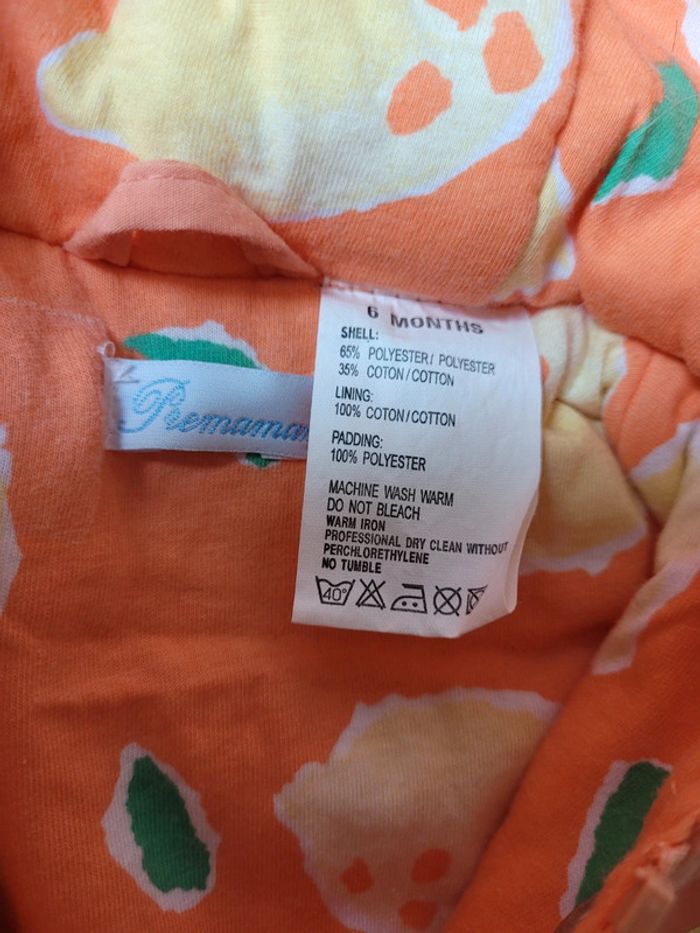 6 MONTHS
SHELL:
65% POLYESTER/ POLYESTER
35% COTON/COTTON
LINING:
100% COTON/COTTON
PADDING:
100% POLYESTER
MACHINE WASH WARM
DO NOT BLEACH
WARM IRON
PROFESSIONAL DRY CLEAN WITHOUT
PERCHLORETHYLENE
NO TUMBLE
40°
Premama